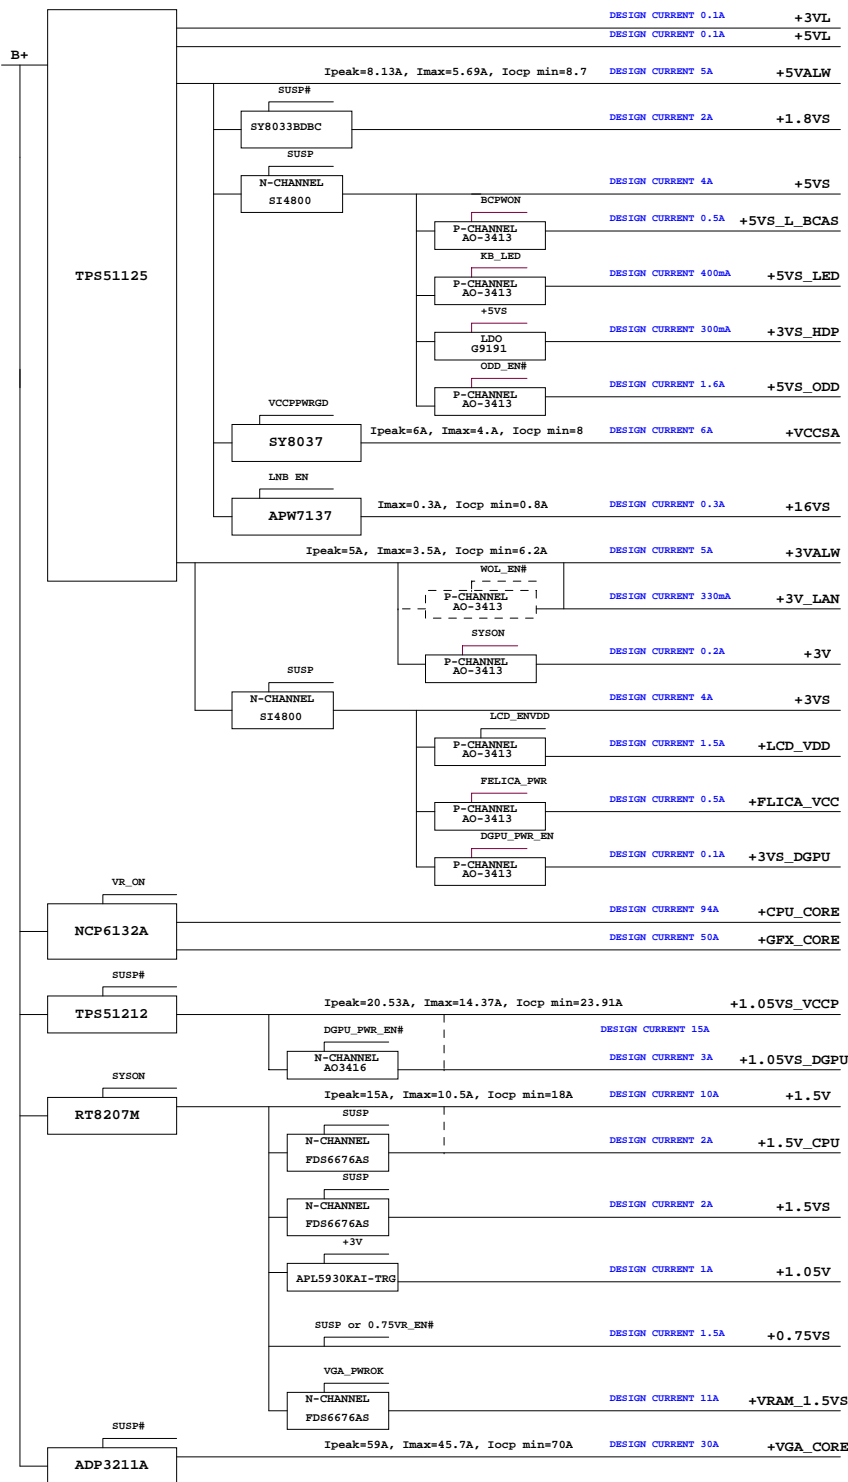 DESIGN CURRENT 0.1A +3VL
DESIGN CURRENT 0.1A +5VL
B+
Ipeak=8.13A, Imax=5.69A, Iocp min=8.7 DESIGN CURRENT 5A +5VALW
SUSP#
SY8033BDBC DESIGN CURRENT 2A +1.8VS
SUSP
N-CHANNEL DESIGN CURRENT 4A +5VS
SI4800
BCPWON
P-CHANNEL DESIGN CURRENT 0.5A +5VS_L_BCAS
AO-3413
KB_LED
TPS51125
P-CHANNEL DESIGN CURRENT 400mA +5VS_LED
AO-3413
+5VS
LDO DESIGN CURRENT 300mA +3VS_HDP
G9191
ODD_EN#
P-CHANNEL DESIGN CURRENT 1.6A +5VS_ODD
AO-3413
VCCPPWRGD
SY8037 Ipeak=6A, Imax=4.A, Iocp min=8 DESIGN CURRENT 6A +VCCSA
LNB EN
APW7137 Imax=0.3A, Iocp min=0.8A DESIGN CURRENT 0.3A +16VS
Ipeak=5A, Imax=3.5A, Iocp min=6.2A DESIGN CURRENT 5A +3VALW
WOL_EN#
P-CHANNEL DESIGN CURRENT 330mA +3V_LAN
AO-3413
SYSON
P-CHANNEL DESIGN CURRENT 0.2A +3V
AO-3413
SUSP
N-CHANNEL DESIGN CURRENT 4A +3VS
SI4800
LCD_ENVDD
P-CHANNEL DESIGN CURRENT 1.5A +LCD_VDD
AO-3413
FELICA_PWR
P-CHANNEL DESIGN CURRENT 0.5A +FLICA_VCC
AO-3413
DGPU_PWR_EN
P-CHANNEL DESIGN CURRENT 0.1A +3VS_DGPU
AO-3413
VR_ON
NCP6132A DESIGN CURRENT 94A +CPU_CORE
DESIGN CURRENT 50A +GFX_CORE
SUSP#
TPS51212 Ipeak=20.53A, Imax=14.37A, Iocp min=23.91A +1.05VS_VCCP
DGPU_PWR_EN# DESIGN CURRENT 15A
N-CHANNEL DESIGN CURRENT 3A +1.05VS_DGPU
AO3416
SYSON
RT8207M Ipeak=15A, Imax=10.5A, Iocp min=18A DESIGN CURRENT 10A +1.5V
SUSP
N-CHANNEL DESIGN CURRENT 2A +1.5V_CPU
FDS6676AS
SUSP
N-CHANNEL DESIGN CURRENT 2A +1.5VS
FDS6676AS
+3V
APL5930KAI-TRG DESIGN CURRENT 1A +1.05V
SUSP or 0.75VR_EN# DESIGN CURRENT 1.5A +0.75VS
VGA_PWROK
N-CHANNEL DESIGN CURRENT 11A +VRAM_1.5VS
FDS6676AS
SUSP#
ADP3211A Ipeak=59A, Imax=45.7A, Iocp min=70A DESIGN CURRENT 30A +VGA_CORE